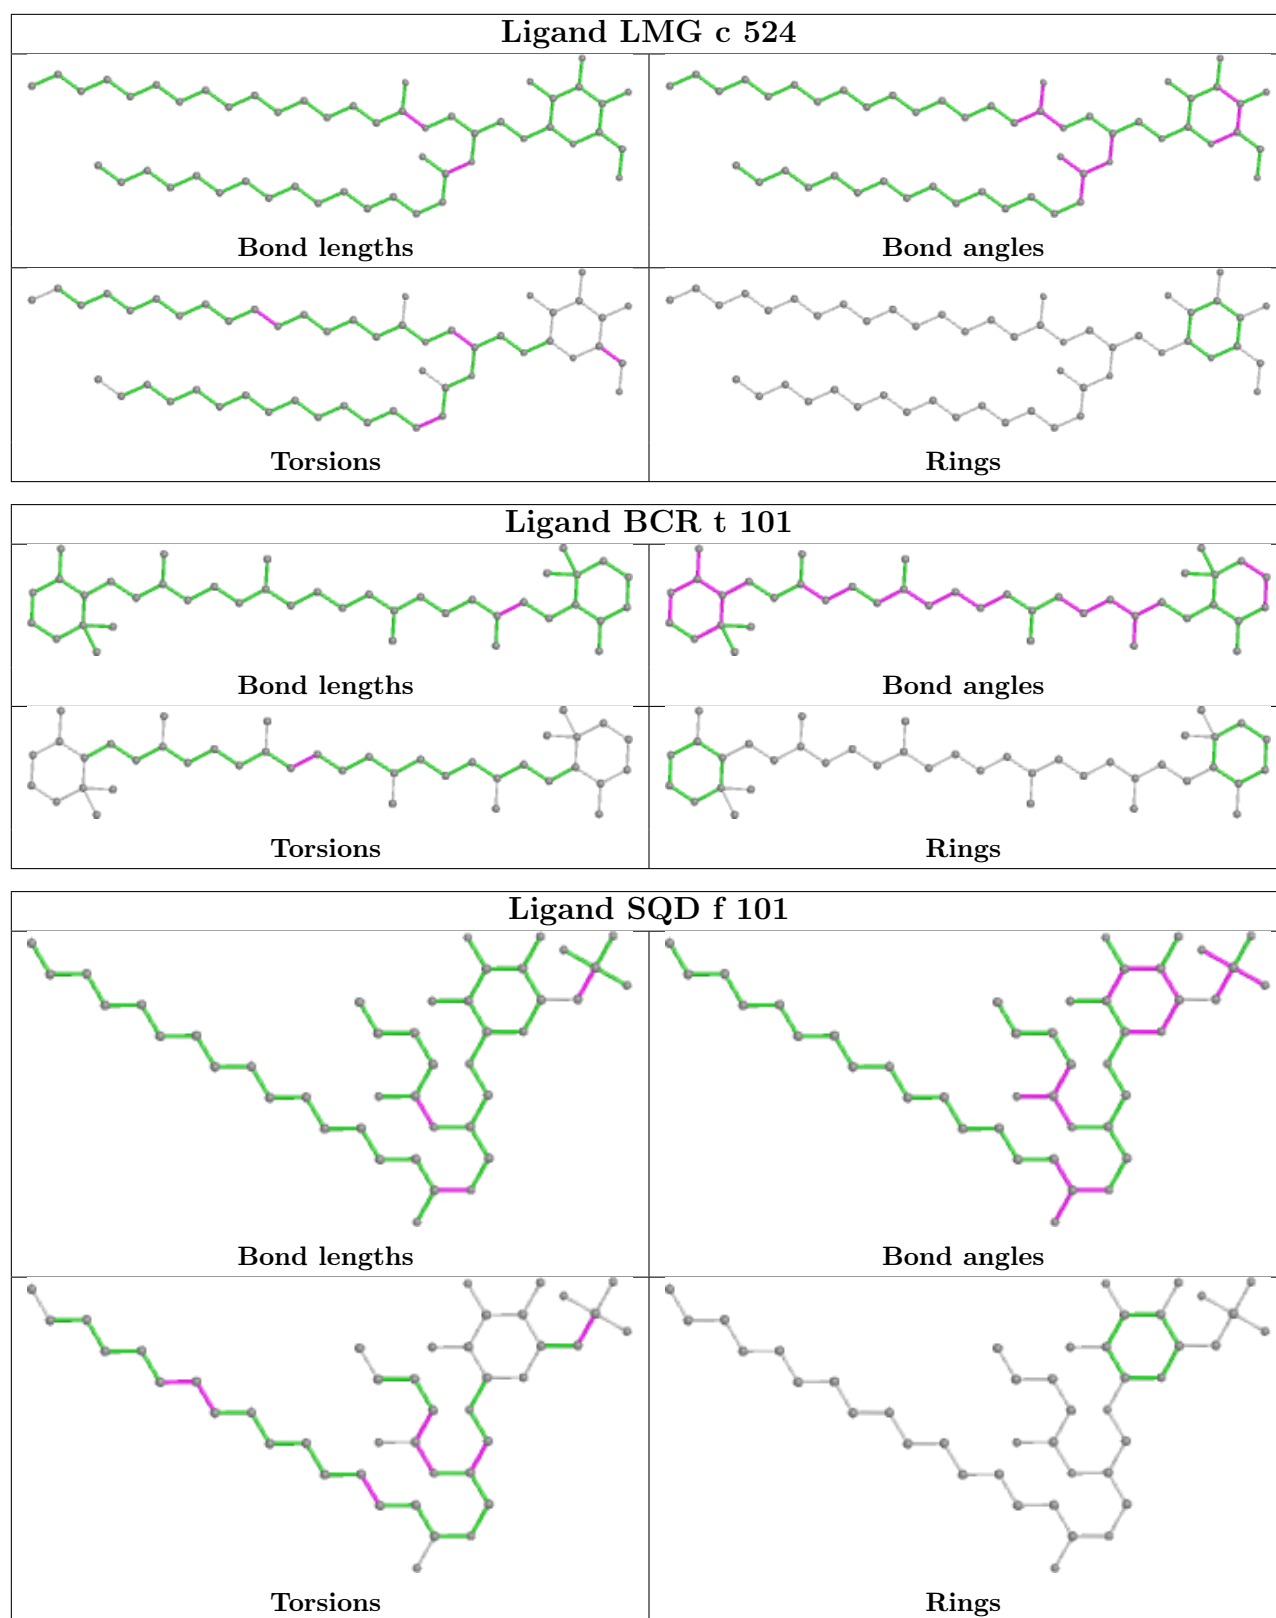 Ligand LMG c 524
Bond lengths
Bond angles
Torsions
Rings
Ligand BCR t 101
Bond lengths
Bond angles
Torsions
Rings
Ligand SQD f 101
Bond lengths
Bond angles
Torsions
Rings